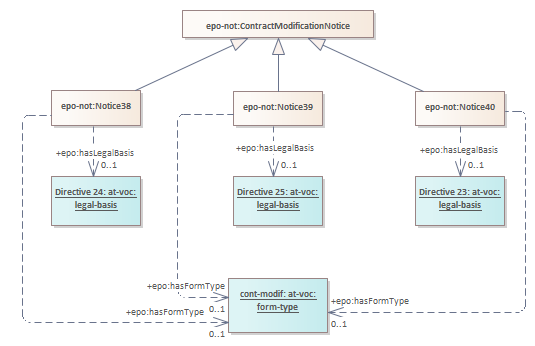 epo-not:ContractModificationNotice
epo-not:Notice38
epo-not:Notice39
epo-not:Notice40
+epo:hasLegalBasis
0..1
+epo:hasLegalBasis
0..1
+epo:hasLegalBasis
0..1
Directive 24: at-voc:
legal-basis
Directive 25: at-voc:
legal-basis
Directive 23: at-voc:
legal-basis
+epo:hasFormType
0..1
+epo:hasFormType
0..1
cont-modif: at-voc:
form-type
+epo:hasFormType
0..1